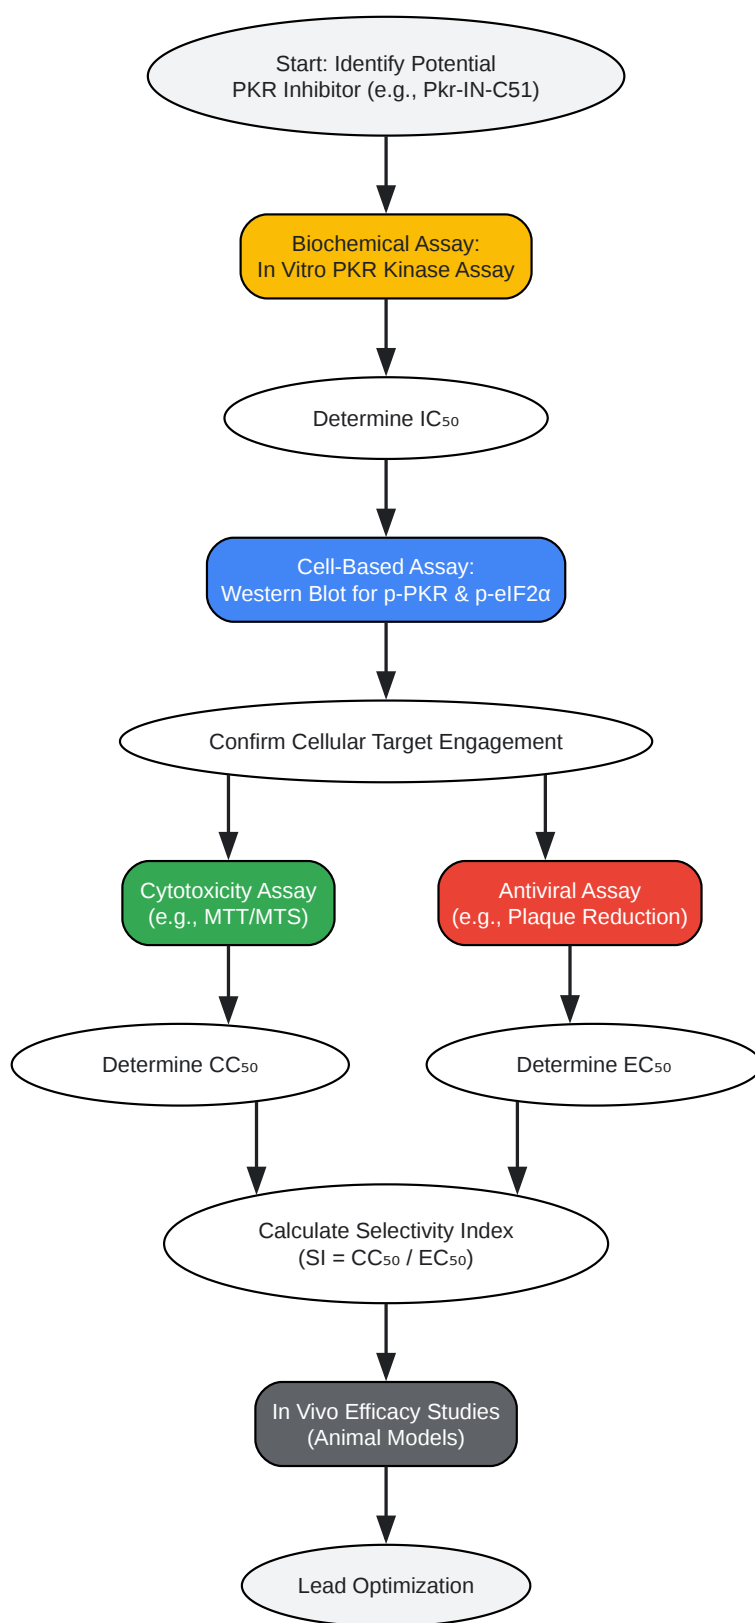 Start: Identify Potential
PKR Inhibitor (e.g., Pkr-IN-C51)
Biochemical Assay:
In Vitro PKR Kinase Assay
Determine IC₅₀
Cell-Based Assay:
Western Blot for p-PKR & p-eIF2α
Confirm Cellular Target Engagement
Cytotoxicity Assay
(e.g., MTT/MTS)
Antiviral Assay
(e.g., Plaque Reduction)
Determine CC₅₀
Determine EC₅₀
Calculate Selectivity Index
(SI = CC₅₀ / EC₅₀)
In Vivo Efficacy Studies
(Animal Models)
Lead Optimization